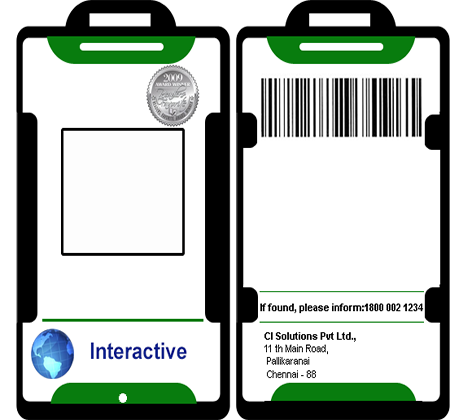 2009
AWARD WINNER
Interactive
If found, please inform:1800 002 1234
CI Solutions Pvt Ltd.,
11 th Main Road,
Pallikaranai
Chennai - 88